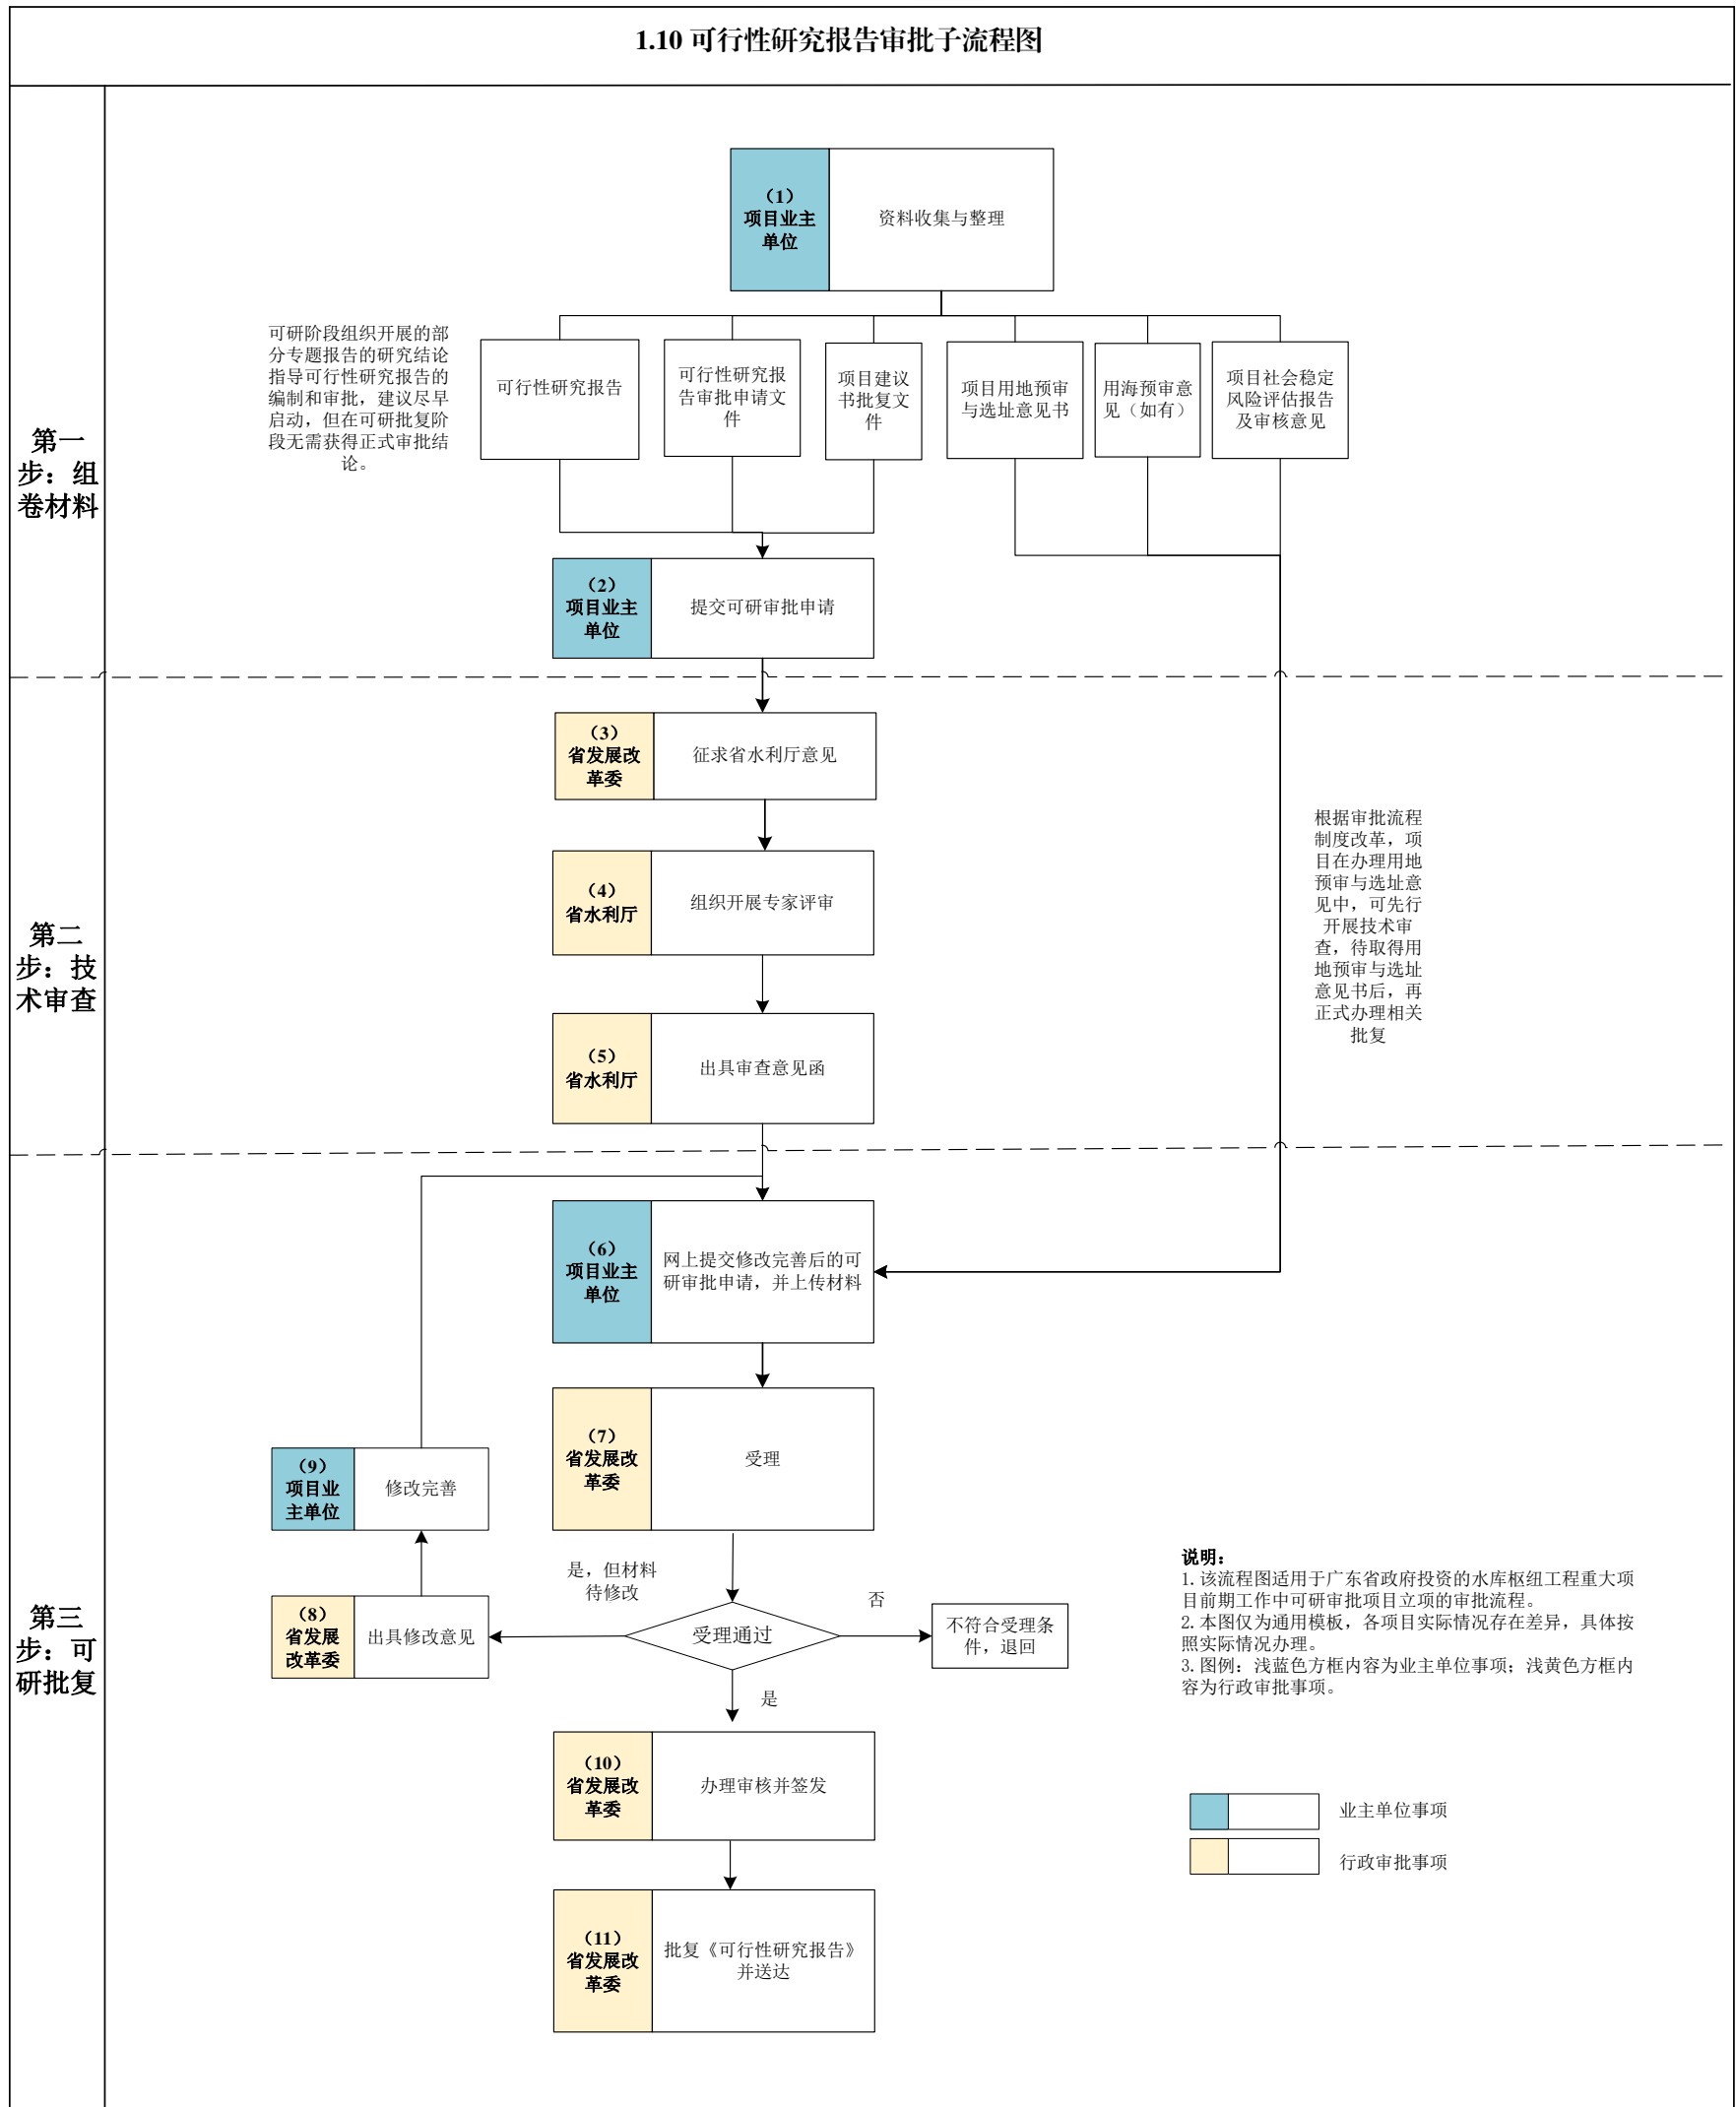 1.10 可行性研究报告审批子流程图
第一
步：组
卷材料
（1）
项目业主
单位
资料收集与整理
可研阶段组织开展的部
分专题报告的研究结论
指导可行性研究报告的
编制和审批，建议尽早
启动，但在可研批复阶
段无需获得正式审批结
论。
可行性研究报告
可行性研究报
告审批申请文
件
项目建议
书批复文
件
项目用地预审
与选址意见书
用海预审意
见（如有）
项目社会稳定
风险评估报告
及审核意见
（2）
项目业主
单位
提交可研审批申请
第二
步：技
术审查
（3）
省发展改
革委
征求省水利厅意见
（4）
省水利厅
组织开展专家评审
（5）
省水利厅
出具审查意见函
根据审批流程
制度改革，项
目在办理用地
预审与选址意
见中，可先行
开展技术审
查，待取得用
地预审与选址
意见书后，再
正式办理相关
批复
第三
步：可
研批复
（6）
项目业主
单位
网上提交修改完善后的可
研审批申请，并上传材料
（7）
省发展改
革委
受理
（9）
项目业
主单位
修改完善
是，但材料
待修改
（8）
省发展
改革委
出具修改意见
受理通过
否
不符合受理条
件，退回
是
（10）
省发展改
革委
办理审核并签发
（11）
省发展改
革委
批复《可行性研究报告》
并送达
说明：
1.该流程图适用于广东省政府投资的水库枢纽工程重大项
目前期工作中可研审批项目立项的审批流程。
2.本图仅为通用模板，各项目实际情况存在差异，具体按
照实际情况办理。
3.图例：浅蓝色方框内容为业主单位事项；浅黄色方框内
容为行政审批事项。
业主单位事项
行政审批事项